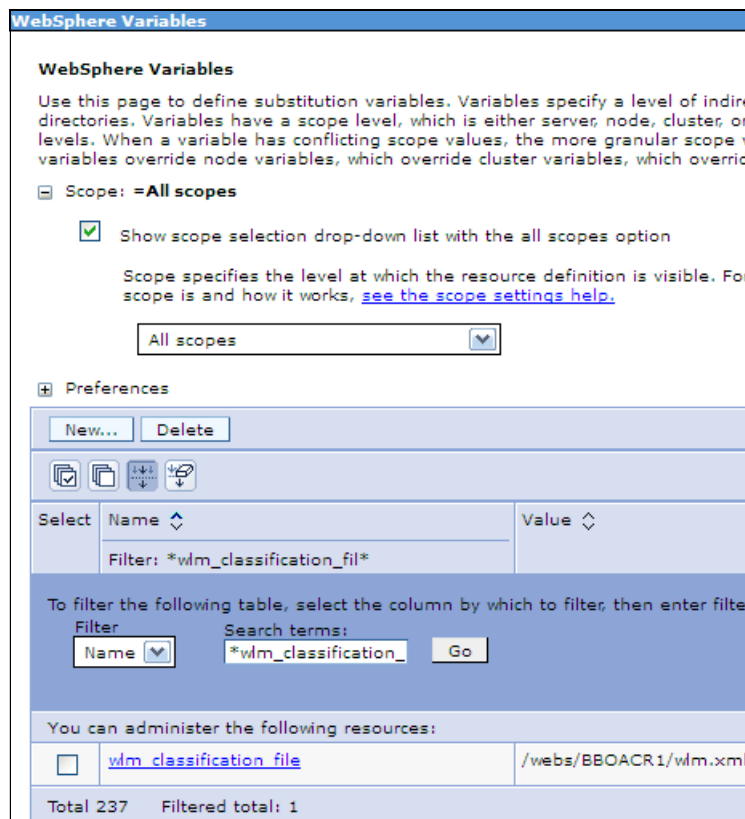 WebSphere Variables
WebSphere Variables
Use this page to define substitution variables. Variables specify a level of
directories. Variables have a scope level, which is either server, node, cluster, or
levels. When a variable has conflicting scope values, the more granular scope
variables override node variables, which override cluster variables, which
Scope: =All scopes
Show scope selection drop-down list with the all scopes option
Scope specifies the level at which the resource definition is visible.
scope is and how it works, see the scope settings help.
All scopes
Preferences
New... Delete
Select Name Value
Filter: *wlm_classification_fil*
To filter the following table, select the column by which to filter, then enter
Filter Search terms:
Name *wlm_classification_ Go
You can administer the following resources:
wlm_classification_file /webs/BBOACR1/wlm.xml
Total 237 Filtered total: 1